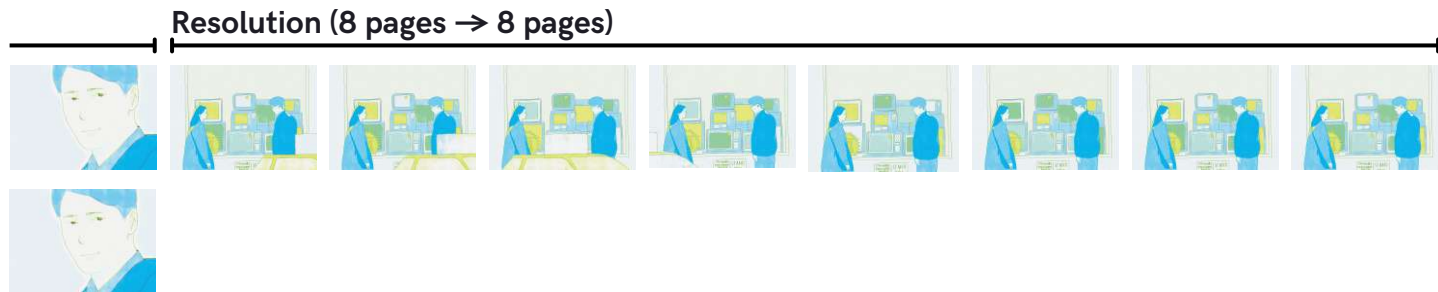 Resolution (8 pages → 8 pages)